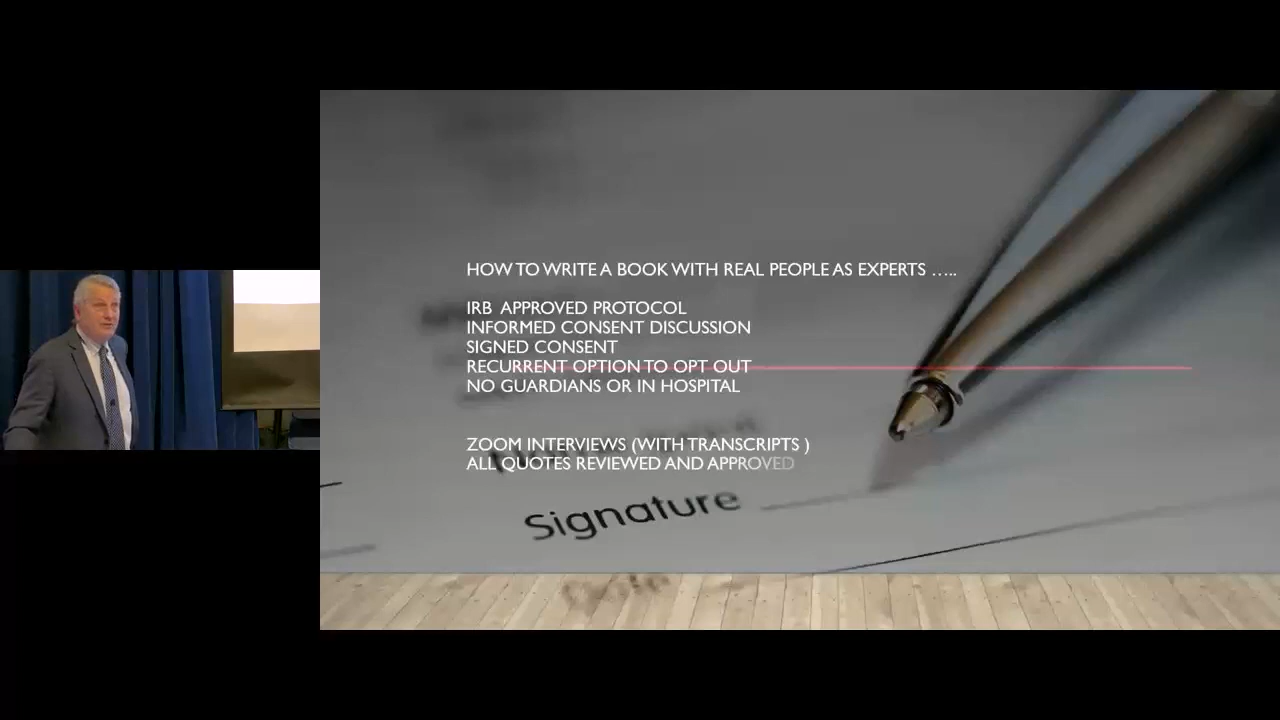 HOW TO WRITE A BOOK WITH REAL PEOPLE AS EXPERTS …..
IRB APPROVED PROTOCOL
INFORMED CONSENT DISCUSSION
SIGNED CONSENT
RECURRENT OPTION TO OPT OUT
NO GUARDIANS OR IN HOSPITAL
ZOOM INTERVIEWS (WITH TRANSCRIPTS )
ALL QUOTES REVIEWED AND APPROVED
Signature